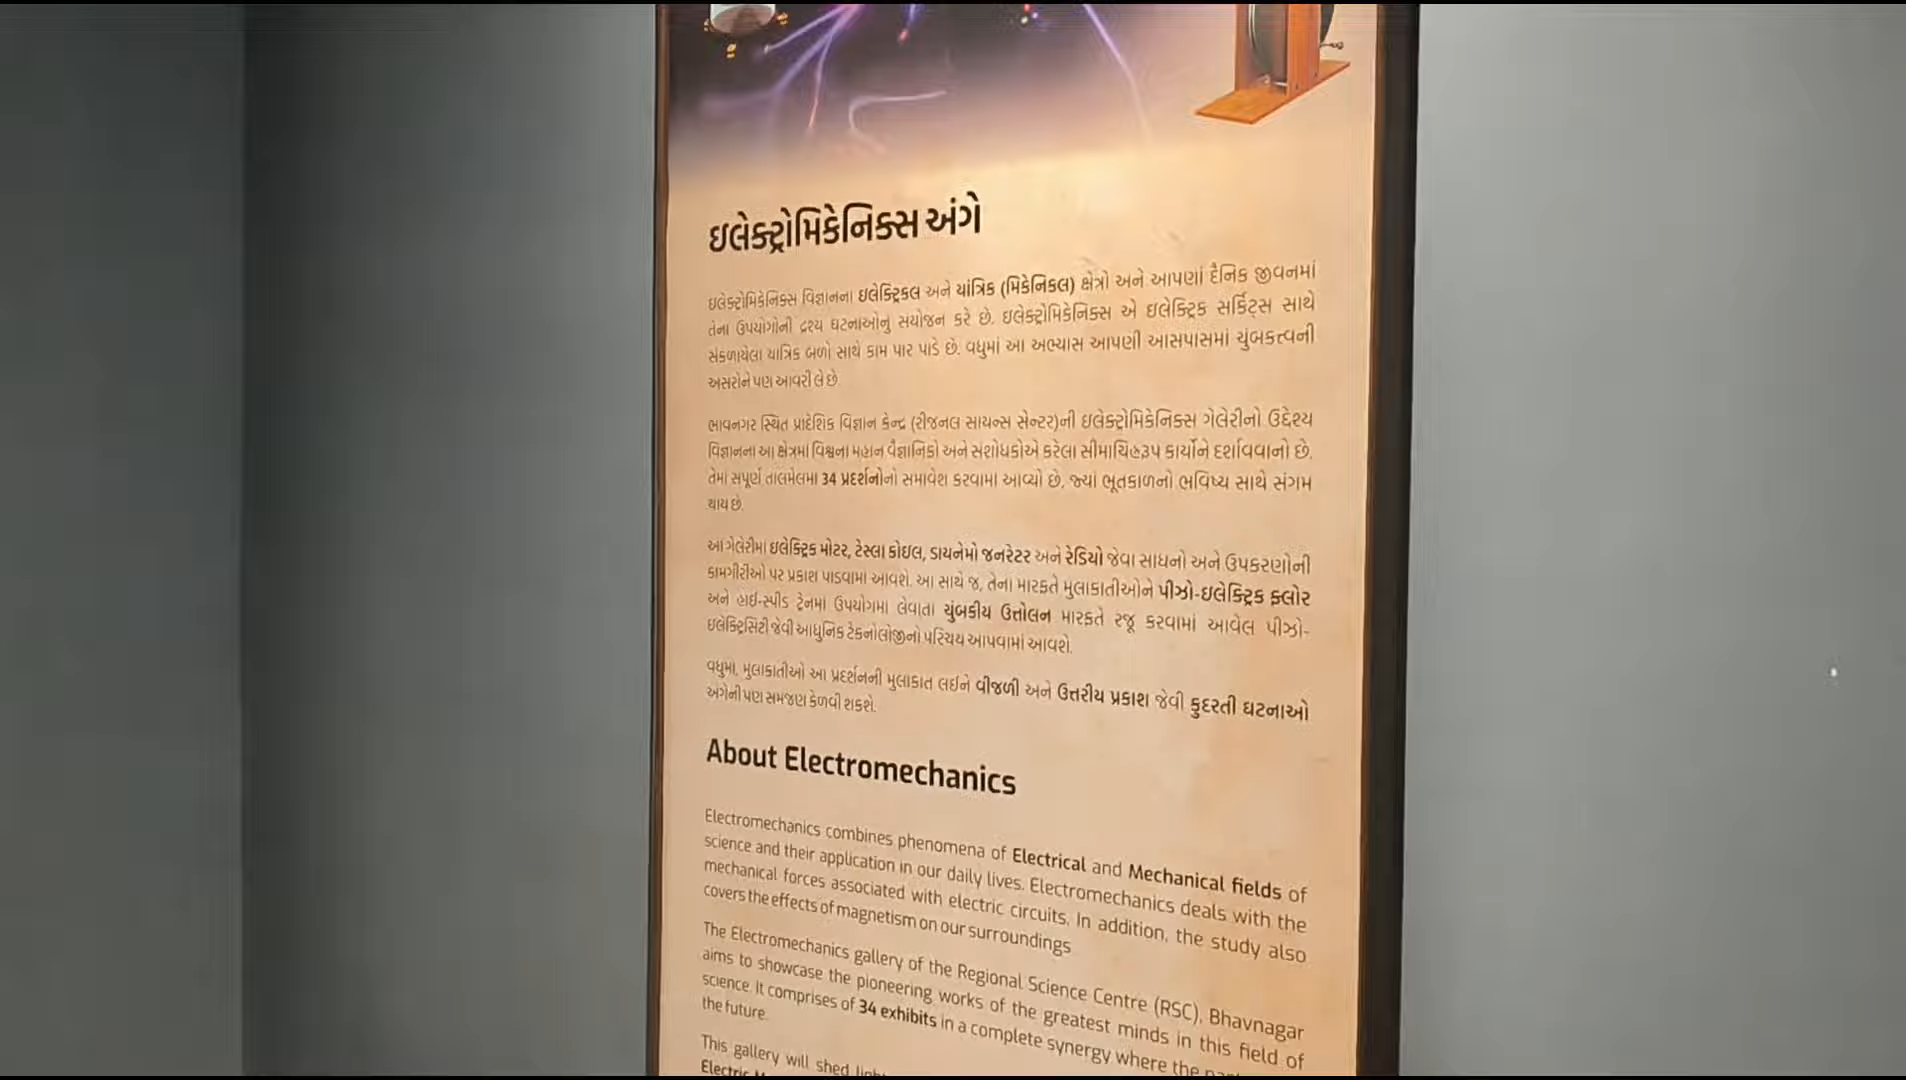 ઇલેક્ટ્રોમિકેનિક્સ અંગે
ઇલેક્ટ્રોમિકેનિક્સ વિજ્ઞાનના ઇલેક્ટ્રિકલ અને યાંત્રિક (મિકેનિકલ) ક્ષેત્રો અને આપણાં દૈનિક જીવનમાં
તેના ઉપયોગોની દ્રશ્ય ઘટનાઓનું સંયોજન કરે છે. ઇલેક્ટ્રોમિકેનિક્સ એ ઇલેક્ટ્રિક સર્કિટ્સ સાથે
સંકળાયેલા યાંત્રિક બળો સાથે કામ પાર પાડે છે. વધુમાં આ અભ્યાસ આપણી આસપાસમાં ચુંબકત્વની
અસરોને પણ આવરી લે છે.
ભાવનગર સ્થિત પ્રાદેશિક વિજ્ઞાન કેન્દ્ર (રીજનલ સાયન્સ સેન્ટર)ની ઇલેક્ટ્રોમિકેનિક્સ ગેલેરીનો ઉદ્દેશ્ય
વિજ્ઞાનના આ ક્ષેત્રમાં વિશ્વના મહાન વૈજ્ઞાનિકો અને સંશોધકોએ કરેલા સીમાચિહ્નરૂપ કાર્યોને દર્શાવવાનો છે.
તેમાં સંપૂર્ણ તાલમેલમાં 34 પ્રદર્શનોનો સમાવેશ કરવામાં આવ્યો છે, જ્યાં ભૂતકાળનો ભવિષ્ય સાથે સંગમ
થાય છે.
આ ગેલેરીમાં ઇલેક્ટ્રિક મોટર, ટેસ્લા કોઇલ, ડાયનેમો જનરેટર અને રેડિયો જેવા સાધનો અને ઉપકરણોની
કામગીરીઓ પર પ્રકાશ પાડવામાં આવશે. આ સાથે જ, તેના મારફતે મુલાકાતીઓને પીઝો-ઇલેક્ટ્રિક ફ્લોર
અને હાઈ-સ્પીડ ટ્રેનમાં ઉપયોગમાં લેવાતા ચુંબકીય ઉત્તોલન મારફતે રજૂ કરવામાં આવેલ પીઝો-
ઇલેક્ટ્રિસિટી જેવી આધુનિક ટેકનોલોજીનો પરિચય આપવામાં આવશે.
વધુમાં, મુલાકાતીઓ આ પ્રદર્શનની મુલાકાત લઈને વીજળી અને ઉત્તરીય પ્રકાશ જેવી કુદરતી ઘટનાઓ
અંગેની પણ સમજણ કેળવી શકશે.
About Electromechanics
Electromechanics combines phenomena of Electrical and Mechanical fields of
science and their application in our daily lives. Electromechanics deals with the
mechanical forces associated with electric circuits. In addition, the study also
covers the effects of magnetism on our surroundings
The Electromechanics gallery of the Regional Science Centre (RSC), Bhavnagar
aims to showcase the pioneering works of the greatest minds in this field of
science. It comprises of 34 exhibits in a complete synergy where the
the future.
This gallery will shed
Electric